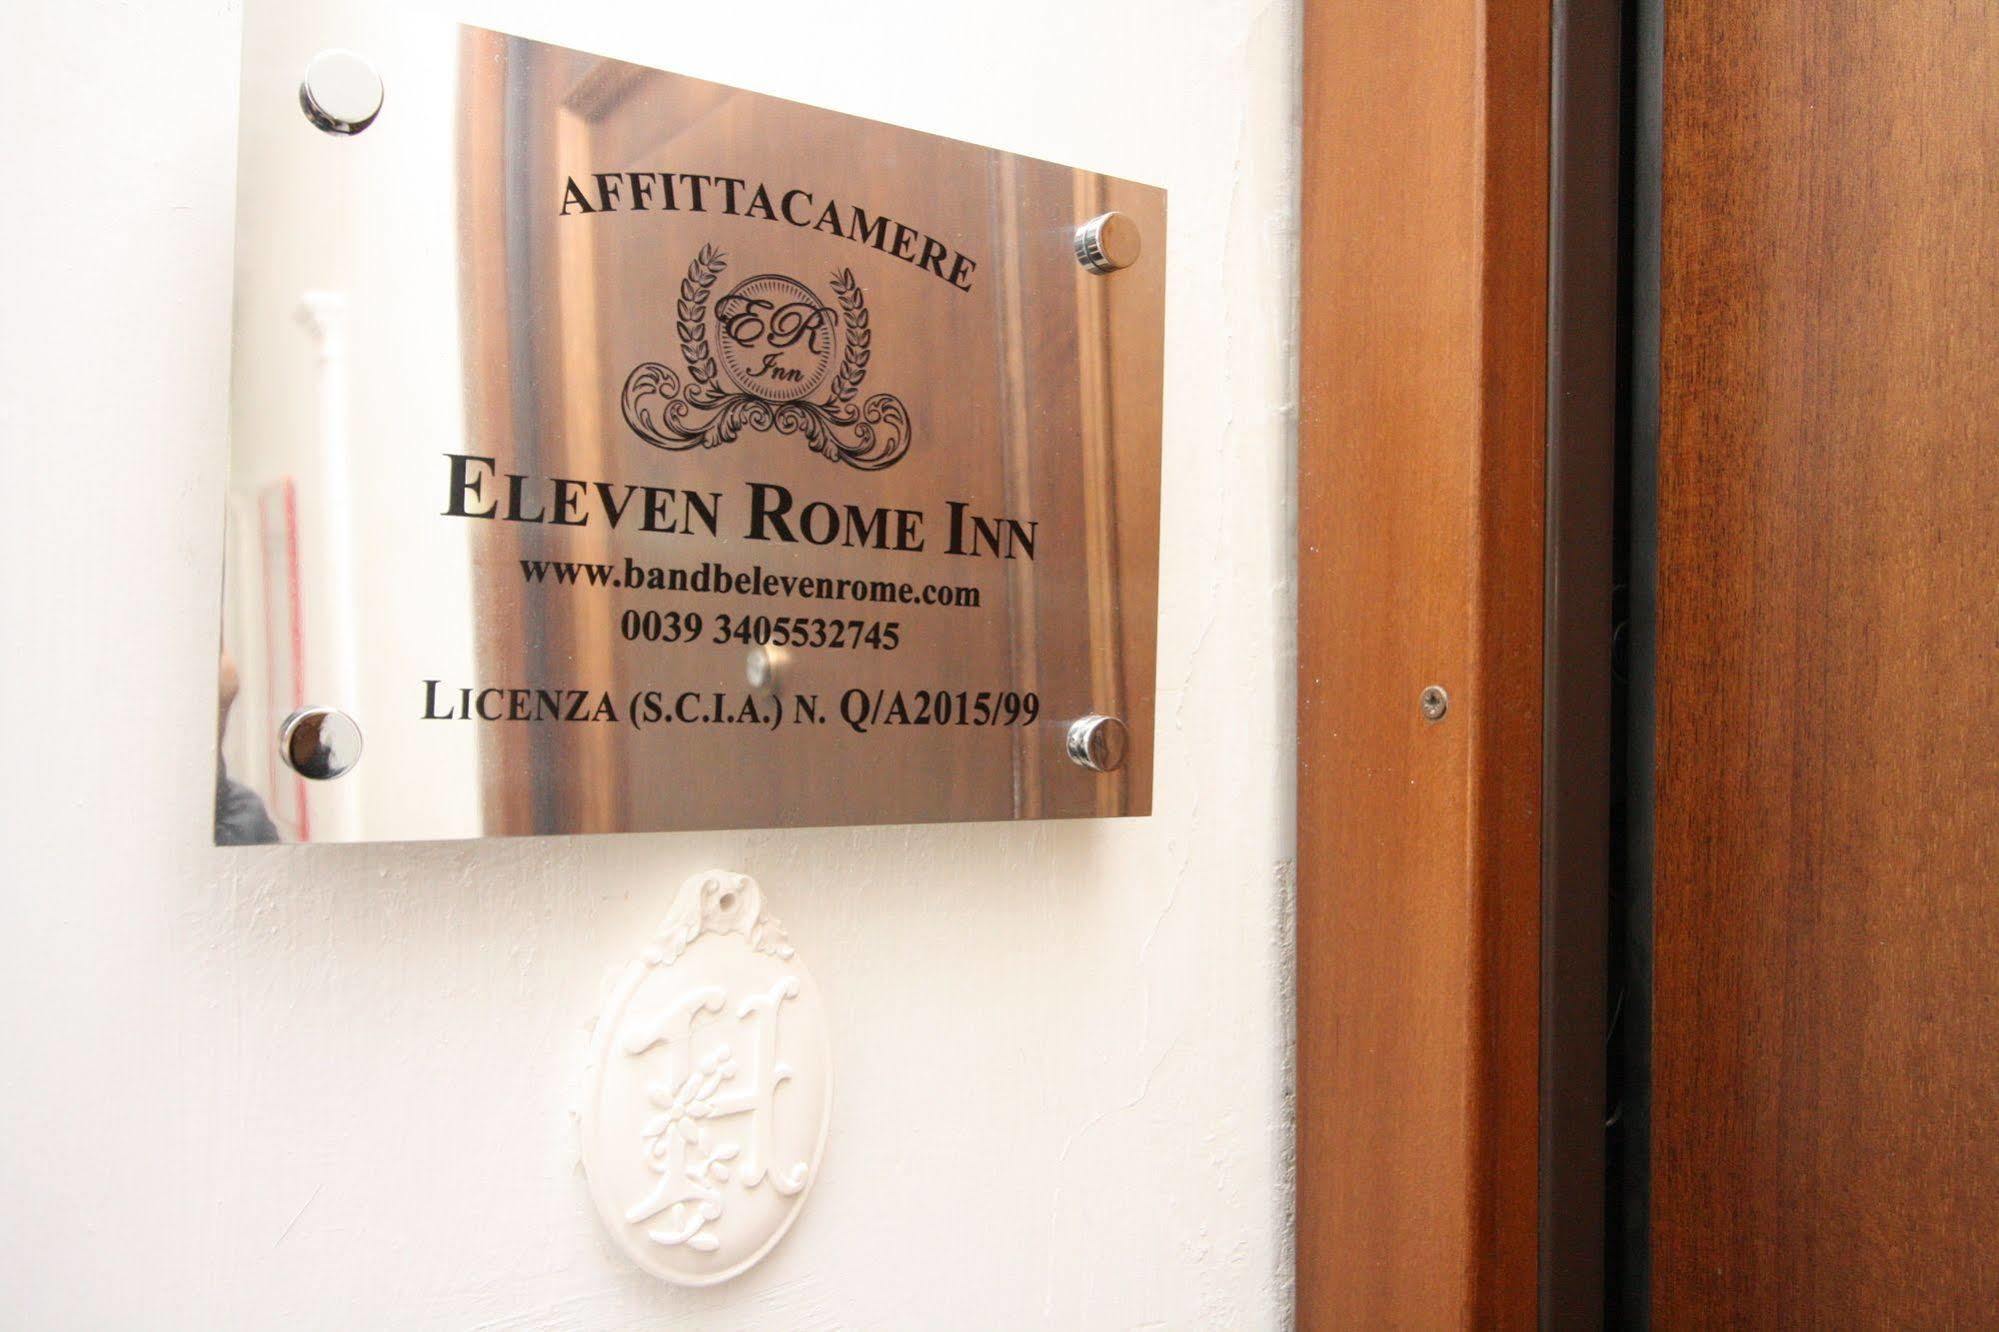 AFFITTACAMERE
ER
Inn
ELEVEN ROME INN
www.bandbelevenrome.com
0039 3405532745
LICENZA (S.C.I.A.) N. Q/A2015/99
H